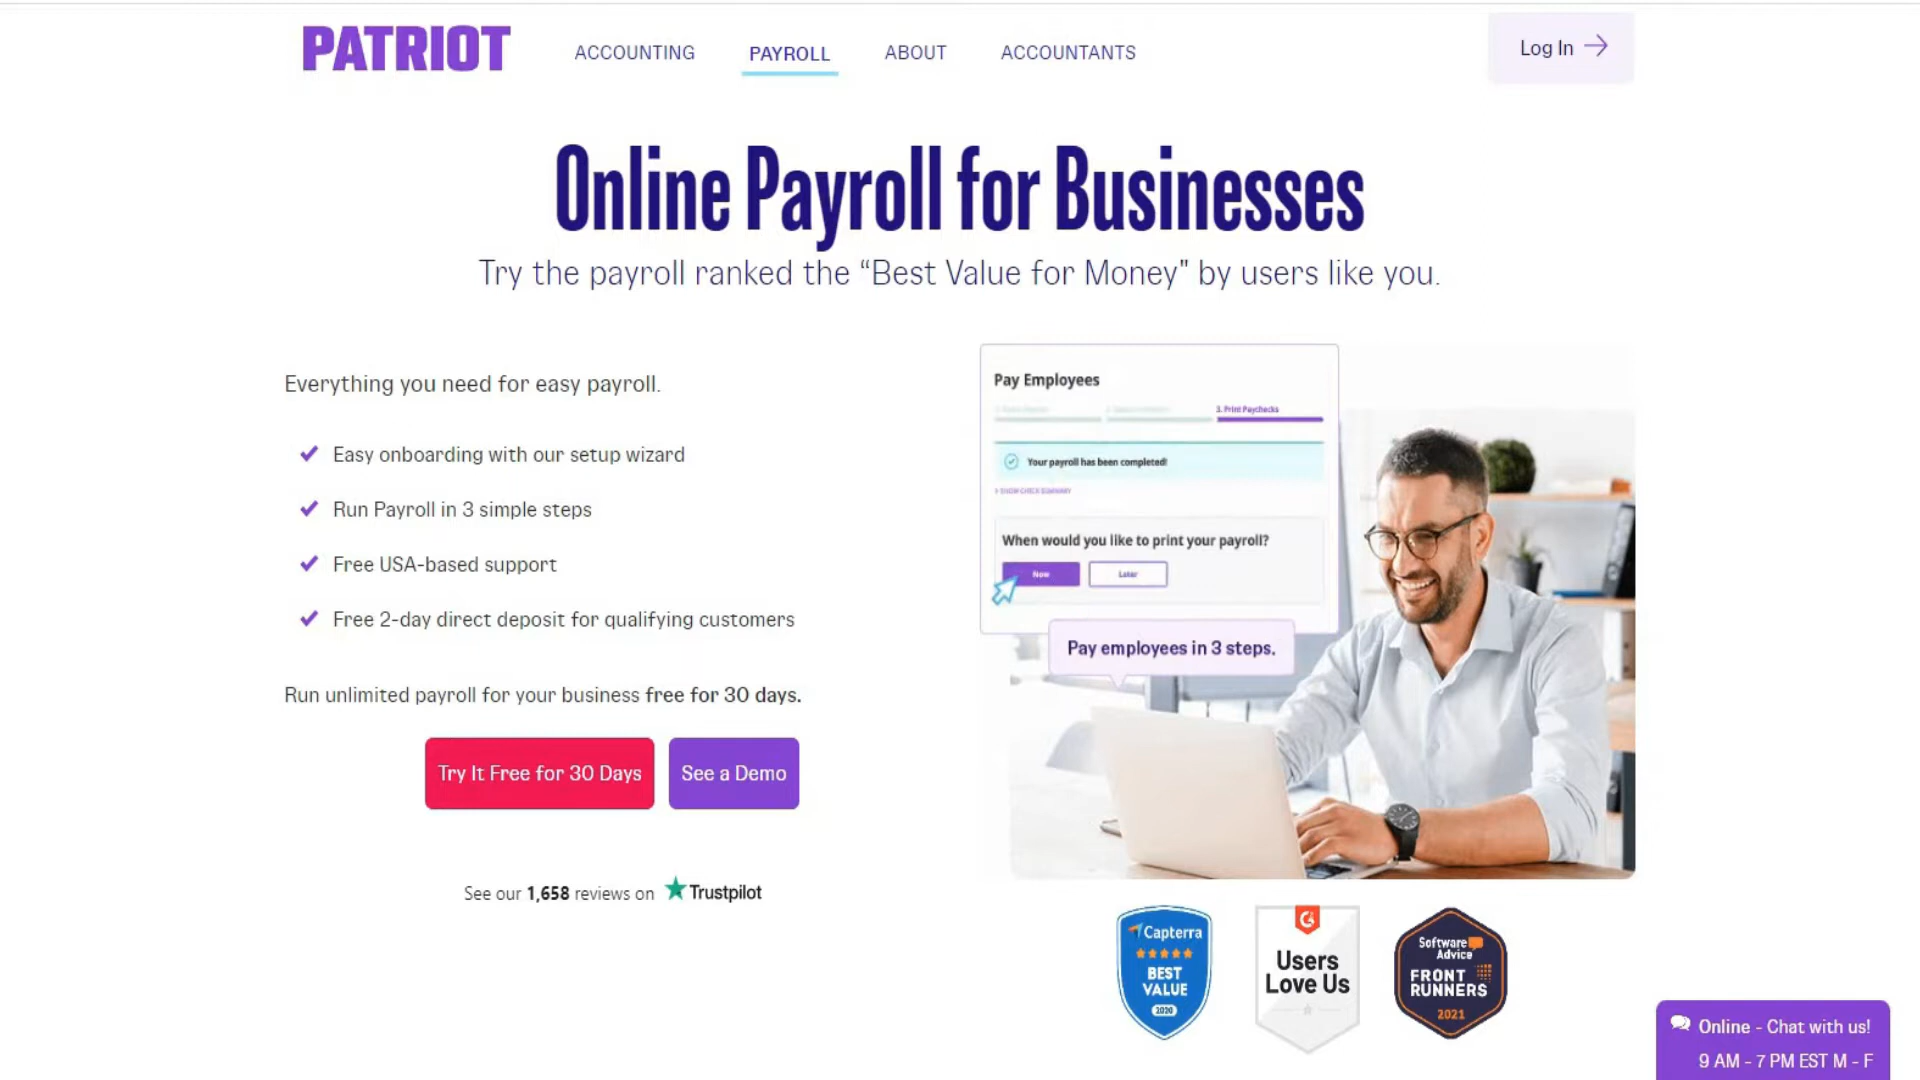 PATRIOT
ACCOUNTING
PAYROLL
ABOUT
ACCOUNTANTS
Log In
Online Payroll for Businesses
Try the payroll ranked the “Best Value for Money" by users like you.
Everything you need for easy payroll.
Easy onboarding with our setup wizard
Run Payroll in 3 simple steps
Free USA-based support
Free 2-day direct deposit for qualifying customers
Run unlimited payroll for your business free for 30 days.
Try It Free for 30 Days
See a Demo
See our 1,658 reviews on Trustpilot
Pay Employees
3. Print Paychecks
Your payroll has been completed!
SHOW CHECK SUMMARY
When would you like to print your payroll?
Now
Later
Pay employees in 3 steps.
Capterra
BEST
VALUE
2020
Users
Love Us
Software
Advice
FRONT
RUNNERS
2021
Online - Chat with us!
9 AM - 7 PM EST M - F